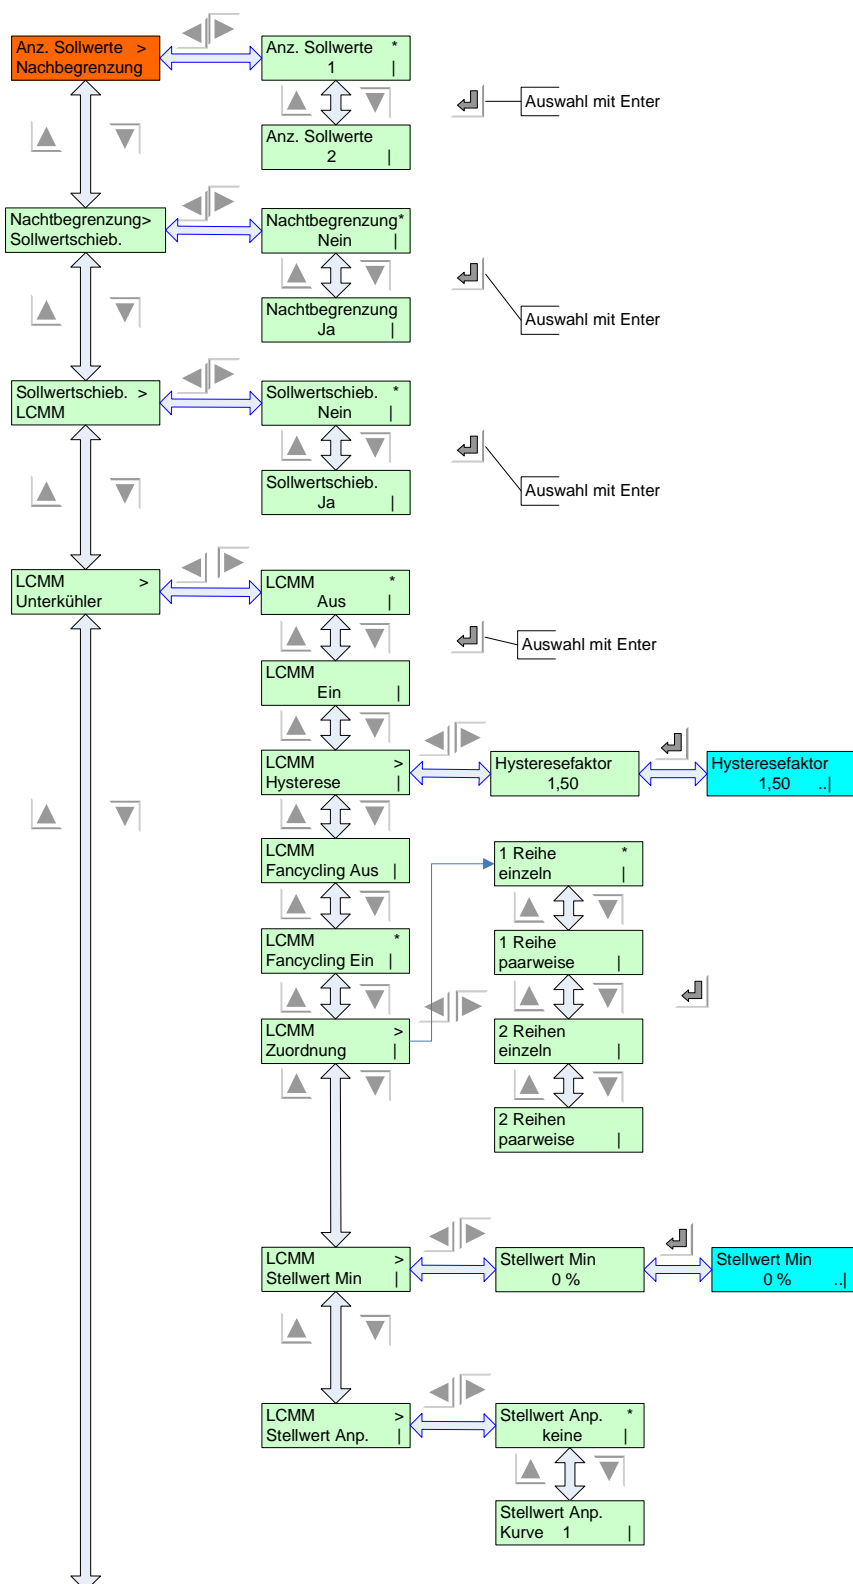 Anz. Sollwerte >
Nachbegrenzung
Anz. Sollwerte *
1 |
Auswahl mit Enter
Anz. Sollwerte
2 |
Nachtbegrenzung>
Sollwertschieb.
Nachtbegrenzung*
Nein |
Nachtbegrenzung
Ja |
Auswahl mit Enter
Sollwertschieb. >
LCMM
Sollwertschieb. *
Nein |
Sollwertschieb.
Ja |
Auswahl mit Enter
LCMM >
Unterkühler
LCMM *
Aus |
Auswahl mit Enter
LCMM
Ein |
LCMM >
Hysterese |
Hysteresefaktor
1,50
Hysteresefaktor
1,50 ..|
LCMM
Fancycling Aus |
1 Reihe *
einzeln |
LCMM *
Fancycling Ein |
1 Reihe
paarweise |
LCMM >
Zuordnung |
2 Reihen
einzeln |
2 Reihen
paarweise |
LCMM >
Stellwert Min |
Stellwert Min
0 %
Stellwert Min
0 % ..|
LCMM >
Stellwert Anp. |
Stellwert Anp. *
keine |
Stellwert Anp.
Kurve 1 |